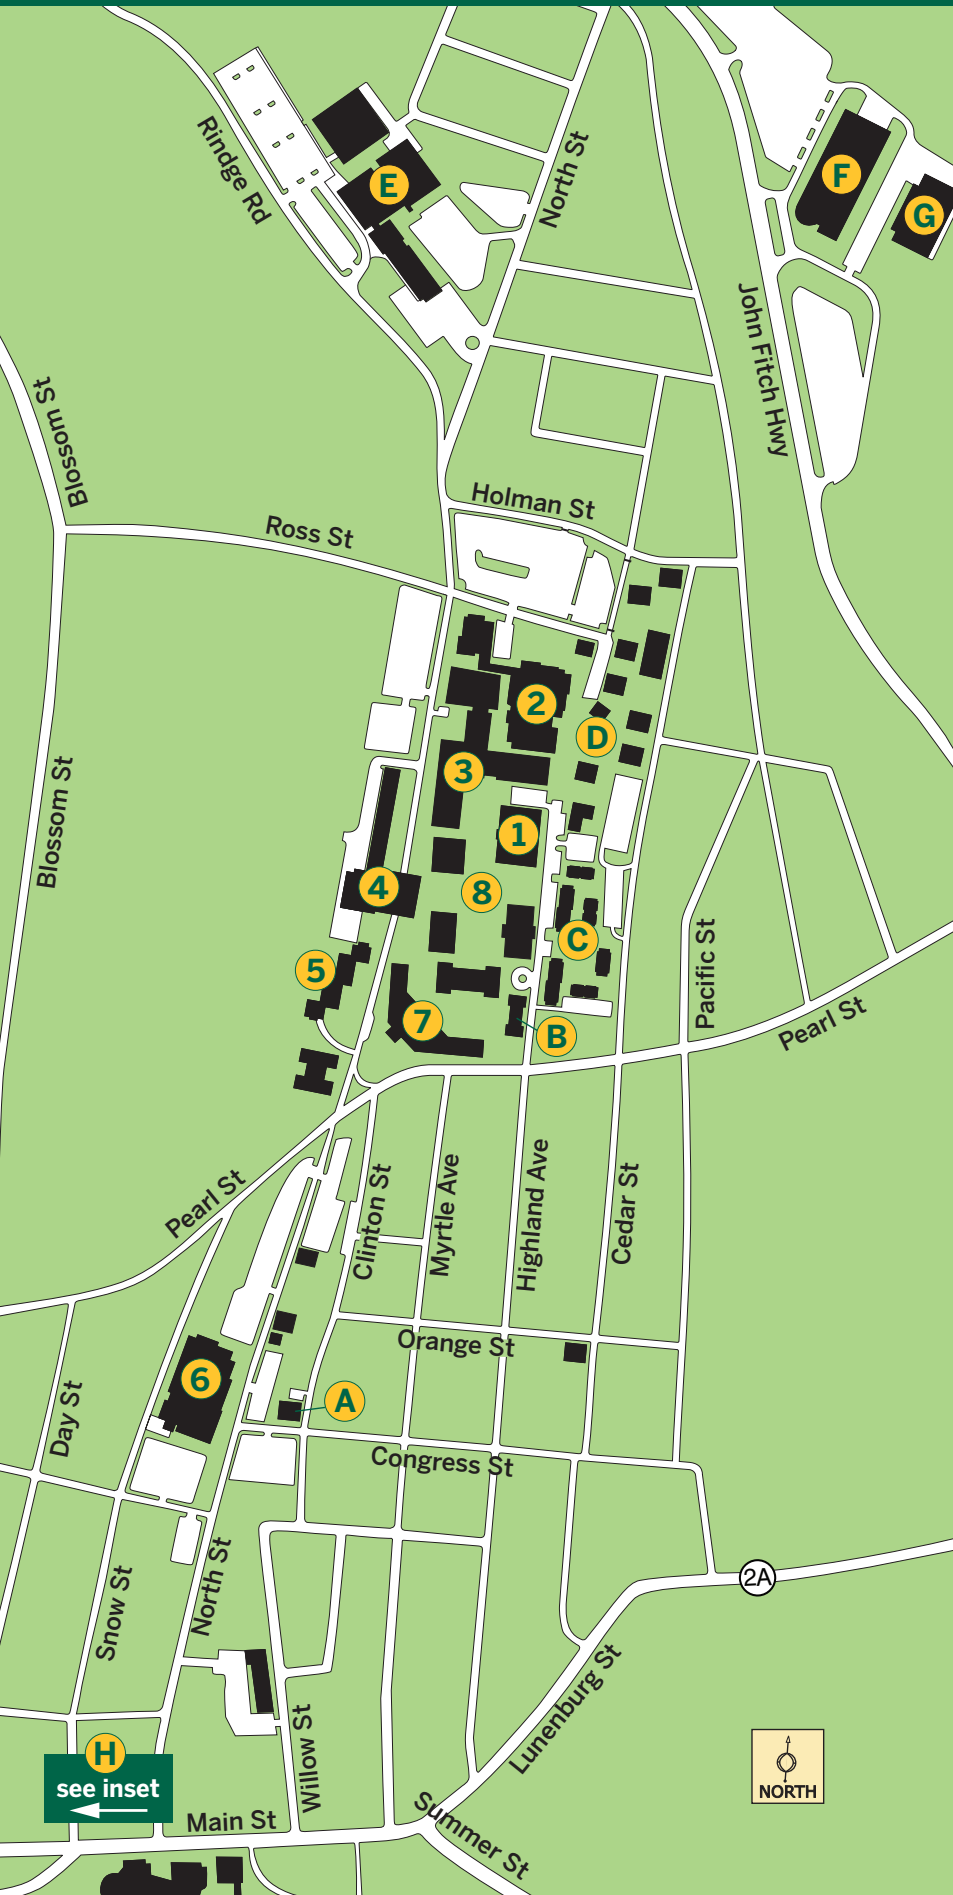 E
F
G
Rindge Rd
North St
John Fitch Hwy
Blossom St
Holman St
Ross St
2
D
3
Blossom St
1
4
8
C
5
Pacific St
7
B
Pearl St
Pearl St
Clinton St
Myrtle Ave
Highland Ave
Cedar St
Orange St
6
A
Day St
Congress St
2A
Snow St
North St
Lunenburg St
Willow St
H
see inset
NORTH
Main St
Summer St